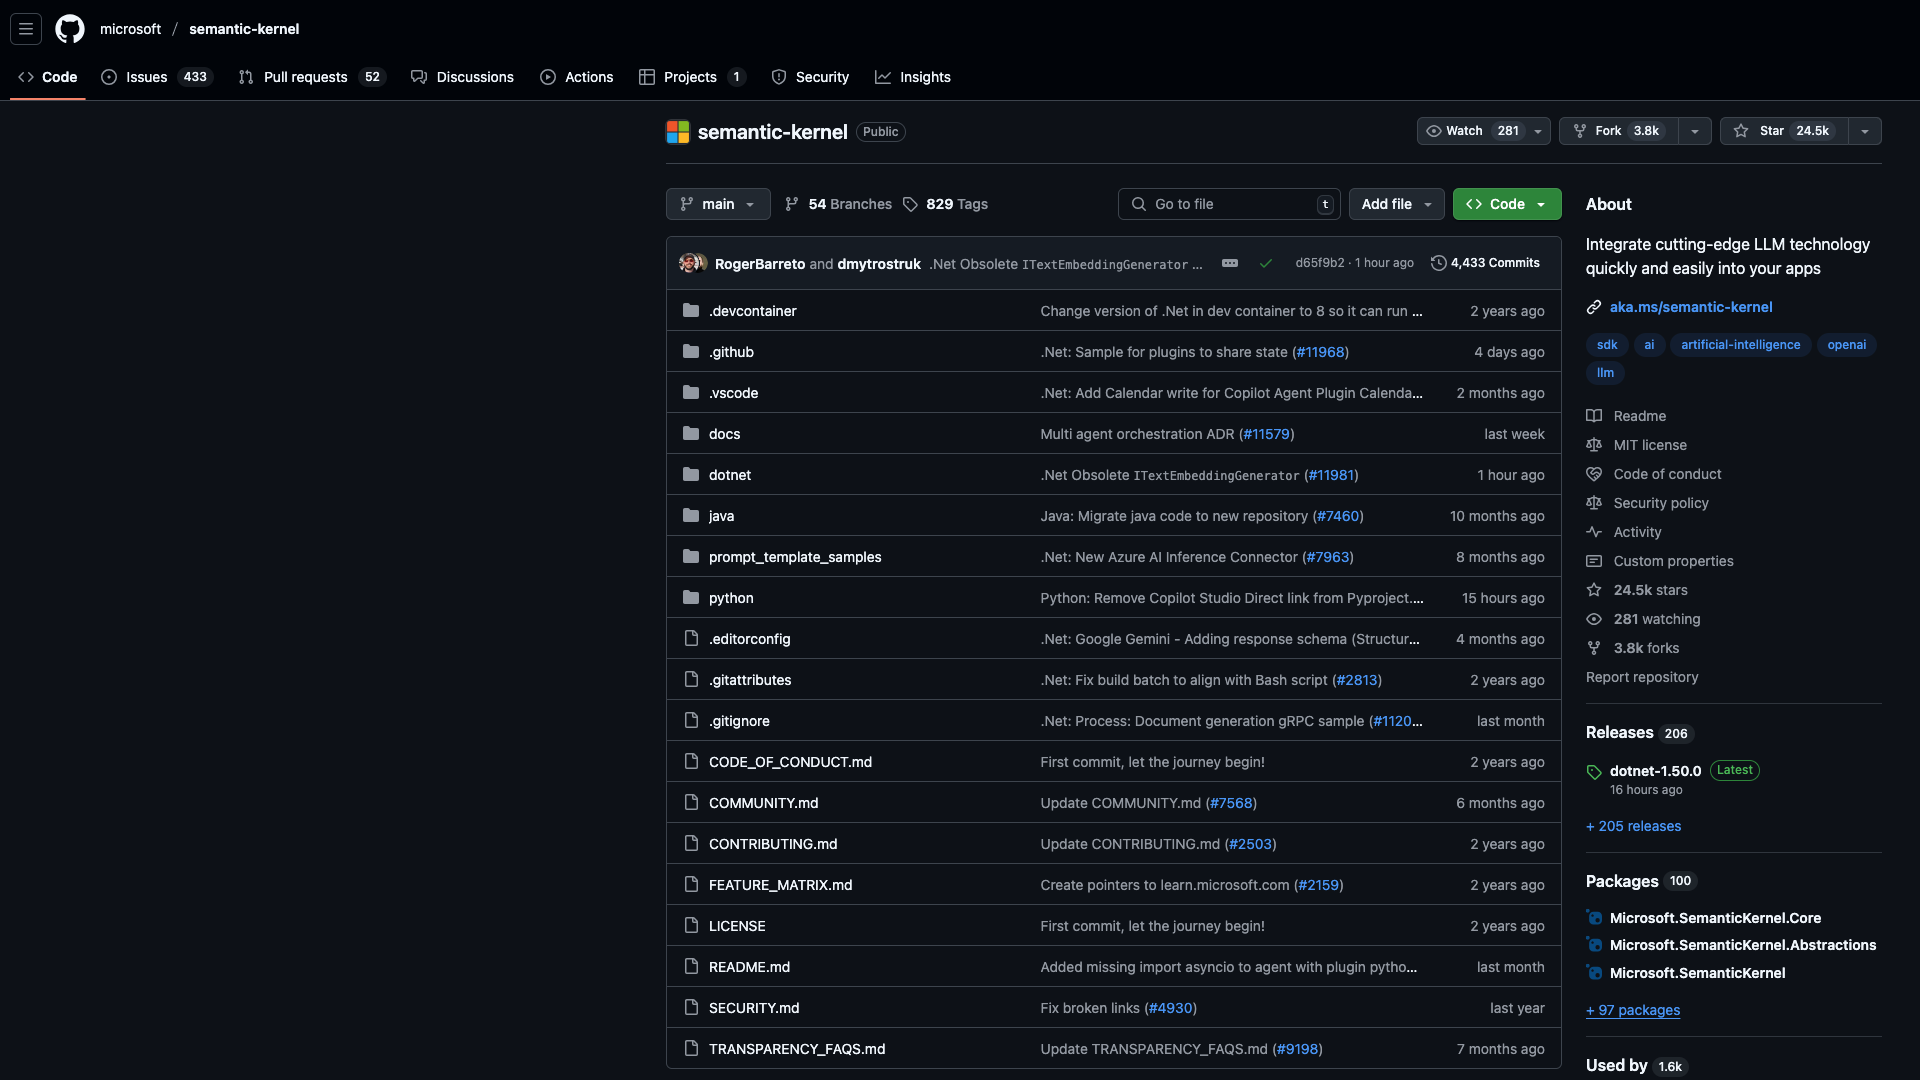 microsoft / semantic-kernel
Code Issues 433 Pull requests 52 Discussions Actions Projects 1 Security Insights
semantic-kernel Public
Watch 281 Fork 3.8k Star 24.5k
main 54 Branches 829 Tags Go to file t Add file Code
RogerBarreto and dmytrostruk .Net Obsolete ITextEmbeddingGenerator ... d65f9b2 · 1 hour ago 4,433 Commits
.devcontainer Change version of .Net in dev container to 8 so it can run ... 2 years ago
.github .Net: Sample for plugins to share state (#11968) 4 days ago
.vscode .Net: Add Calendar write for Copilot Agent Plugin Calenda... 2 months ago
docs Multi agent orchestration ADR (#11579) last week
dotnet .Net Obsolete ITextEmbeddingGenerator (#11981) 1 hour ago
java Java: Migrate java code to new repository (#7460) 10 months ago
prompt_template_samples .Net: New Azure AI Inference Connector (#7963) 8 months ago
python Python: Remove Copilot Studio Direct link from Pyproject.... 15 hours ago
.editorconfig .Net: Google Gemini - Adding response schema (Structur... 4 months ago
.gitattributes .Net: Fix build batch to align with Bash script (#2813) 2 years ago
.gitignore .Net: Process: Document generation gRPC sample (#1120... last month
CODE_OF_CONDUCT.md First commit, let the journey begin! 2 years ago
COMMUNITY.md Update COMMUNITY.md (#7568) 6 months ago
CONTRIBUTING.md Update CONTRIBUTING.md (#2503) 2 years ago
FEATURE_MATRIX.md Create pointers to learn.microsoft.com (#2159) 2 years ago
LICENSE First commit, let the journey begin! 2 years ago
README.md Added missing import asyncio to agent with plugin pytho... last month
SECURITY.md Fix broken links (#4930) last year
TRANSPARENCY_FAQS.md Update TRANSPARENCY_FAQS.md (#9198) 7 months ago
About
Integrate cutting-edge LLM technology
quickly and easily into your apps
aka.ms/semantic-kernel
sdk ai artificial-intelligence openai
llm
Readme
MIT license
Code of conduct
Security policy
Activity
Custom properties
24.5k stars
281 watching
3.8k forks
Report repository
Releases 206
dotnet-1.50.0 Latest
16 hours ago
+ 205 releases
Packages 100
Microsoft.SemanticKernel.Core
Microsoft.SemanticKernel.Abstractions
Microsoft.SemanticKernel
+ 97 packages
Used by 1.6k